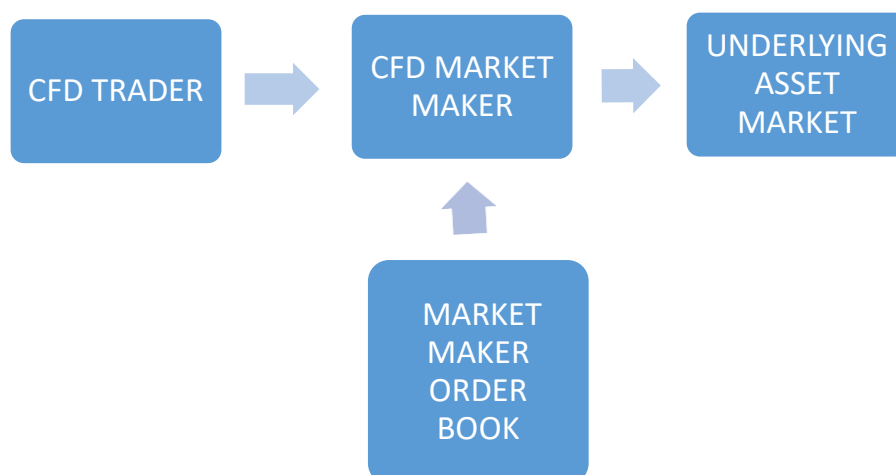 CFD TRADER
CFD MARKET
MAKER
UNDERLYING
ASSET
MARKET
MARKET
MAKER
ORDER
BOOK